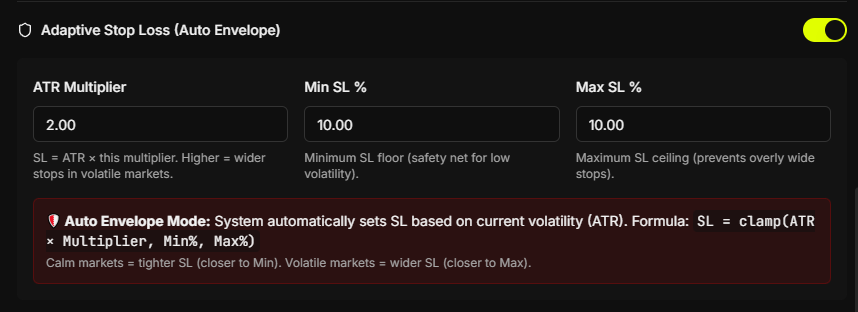 Adaptive Stop Loss (Auto Envelope)
ATR Multiplier
2.00
SL = ATR × this multiplier. Higher = wider
stops in volatile markets.
Min SL %
10.00
Minimum SL floor (safety net for low
volatility).
Max SL %
10.00
Maximum SL ceiling (prevents overly wide
stops).
Auto Envelope Mode: System automatically sets SL based on current volatility (ATR). Formula: SL = clamp(ATR
× Multiplier, Min%, Max%)
Calm markets = tighter SL (closer to Min). Volatile markets = wider SL (closer to Max).